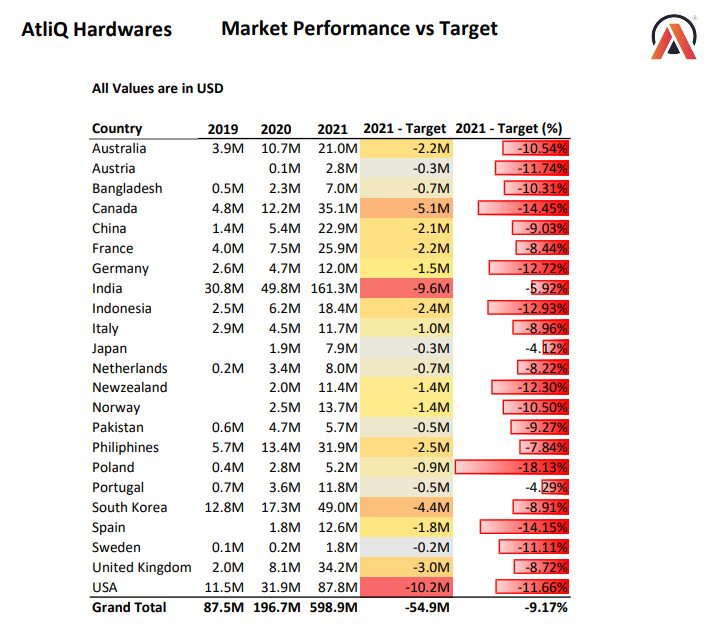 AtliQ Hardwares Market Performance vs Target
All Values are in USD
Country 2019 2020 2021 2021 - Target 2021 - Target (%)
Australia 3.9M 10.7M 21.0M -2.2M -10.54%
Austria 0.1M 2.8M -0.3M -11.74%
Bangladesh 0.5M 2.3M 7.0M -0.7M -10.31%
Canada 4.8M 12.2M 35.1M -5.1M -14.45%
China 1.4M 5.4M 22.9M -2.1M -9.03%
France 4.0M 7.5M 25.9M -2.2M -8.44%
Germany 2.6M 4.7M 12.0M -1.5M -12.72%
India 30.8M 49.8M 161.3M -9.6M -5.92%
Indonesia 2.5M 6.2M 18.4M -2.4M -12.93%
Italy 2.9M 4.5M 11.7M -1.0M -8.96%
Japan 1.9M 7.9M -0.3M -4.12%
Netherlands 0.2M 3.4M 8.0M -0.7M -8.22%
Newzealand 2.0M 11.4M -1.4M -12.30%
Norway 2.5M 13.7M -1.4M -10.50%
Pakistan 0.6M 4.7M 5.7M -0.5M -9.27%
Philiphines 5.7M 13.4M 31.9M -2.5M -7.84%
Poland 0.4M 2.8M 5.2M -0.9M -18.13%
Portugal 0.7M 3.6M 11.8M -0.5M -4.29%
South Korea 12.8M 17.3M 49.0M -4.4M -8.91%
Spain 1.8M 12.6M -1.8M -14.15%
Sweden 0.1M 0.2M 1.8M -0.2M -11.11%
United Kingdom 2.0M 8.1M 34.2M -3.0M -8.72%
USA 11.5M 31.9M 87.8M -10.2M -11.66%
Grand Total 87.5M 196.7M 598.9M -54.9M -9.17%